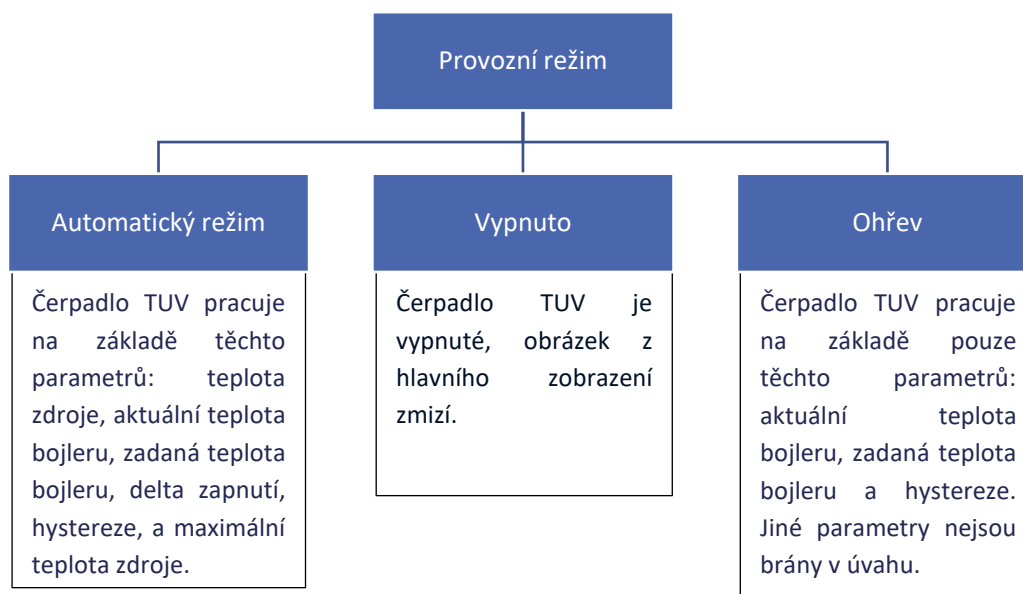 Provozní režim
Automatický režim
Čerpadlo TUV pracuje
na základě těchto
parametrů: teplota
zdroje, aktuální teplota
bojleru, zadaná teplota
bojleru, delta zapnutí,
hystereze, a maximální
teplota zdroje.
Vypnuto
Čerpadlo TUV je
vypnuté, obrázek z
hlavního zobrazení
zmizí.
Ohřev
Čerpadlo TUV pracuje
na základě pouze
těchto parametrů:
aktuální teplota
bojleru, zadaná teplota
bojleru a hystereze.
Jiné parametry nejsou
brány v úvahu.